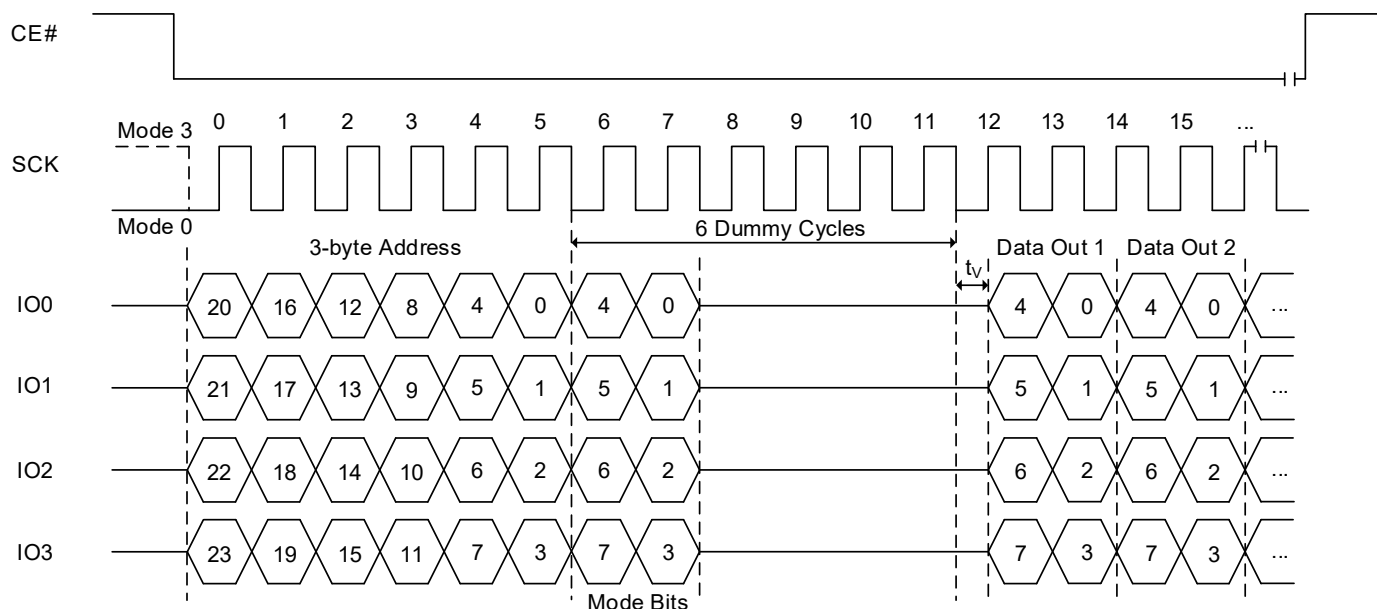 CE#
0 1 2 3 4 5 6 7 8 9 10 11 12 13 14 15 ...
Mode 3
SCK
Mode 0
6 Dummy Cycles
3-byte Address Data Out 1 Data Out 2
tV
IO0 20 16 12 8 4 0 4 0 4 0 4 0 ...
IO1 21 17 13 9 5 1 5 1 5 1 5 1 ...
IO2 22 18 14 10 6 2 6 2 6 2 6 2 ...
IO3 23 19 15 11 7 3 7 3 7 3 7 3 ...
Mode Bits